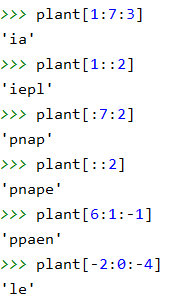 >>> plant[1:7:3]
'ia'
>>> plant[1::2]
'iepl'
>>> plant[:7:2]
'pnap'
>>> plant[::2]
'pnape'
>>> plant[6:1:-1]
'ppaen'
>>> plant[-2:0:-4]
'le'